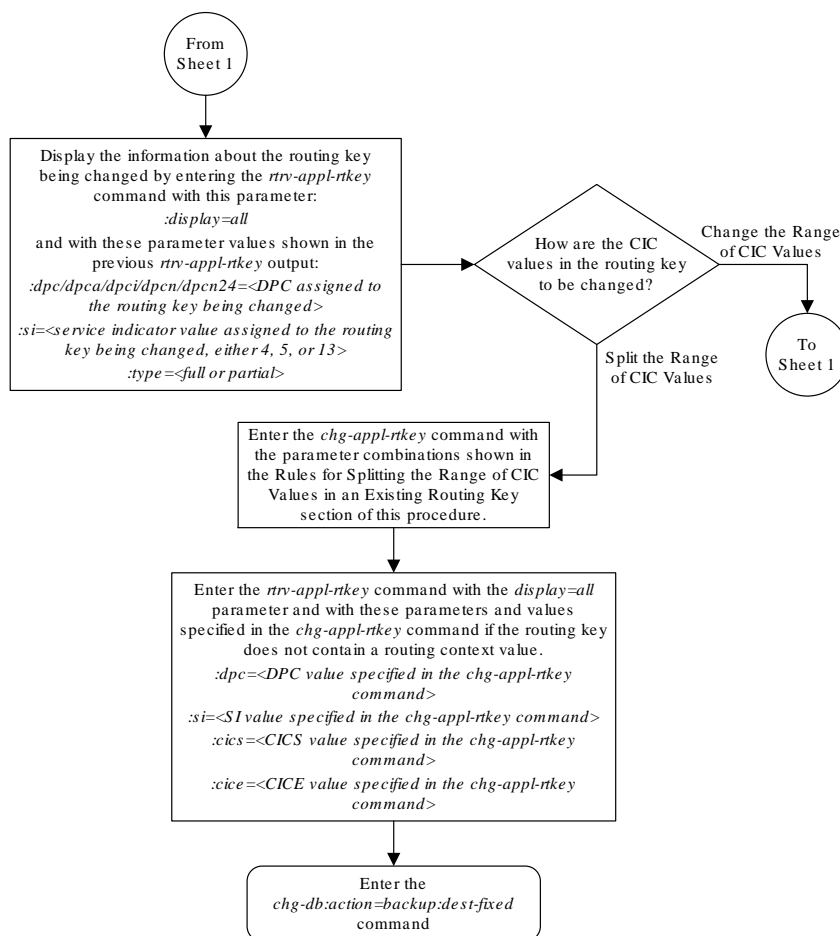 From
Sheet 1
Display the information about the routing key
being changed by entering the rtrv-appl-rtkey
command with this parameter:
:display=all
and with these parameter values shown in the
previous rtrv-appl-rtkey output:
:dpc/dpca/dpci/dpcn/dpcn24=<DPC assigned
to the routing key being changed>
:si=<service indicator value assigned to the routing
key being changed, either 4, 5, or 13>
:type=<full or partial>
How are the CIC
values in the routing key
to be changed?
Change the Range
of CIC Values
To
Sheet 1
Split the Range
of CIC Values
Enter the chg-appl-rtkey command with
the parameter combinations shown in
the Rules for Splitting the Range of CIC
Values in an Existing Routing Key
section of this procedure.
Enter the rtrv-appl-rtkey command with the display=all
parameter and with these parameters and values
specified in the chg-appl-rtkey command if the routing key
does not contain a routing context value.
:dpc=<DPC value specified in the chg-appl-rtkey
command>
:si=<SI value specified in the chg-appl-rtkey command>
:cics=<CICS value specified in the chg-appl-rtkey
command>
:cice=<CICE value specified in the chg-appl-rtkey
command>
Enter the
chg-db:action=backup:dest-fixed
command